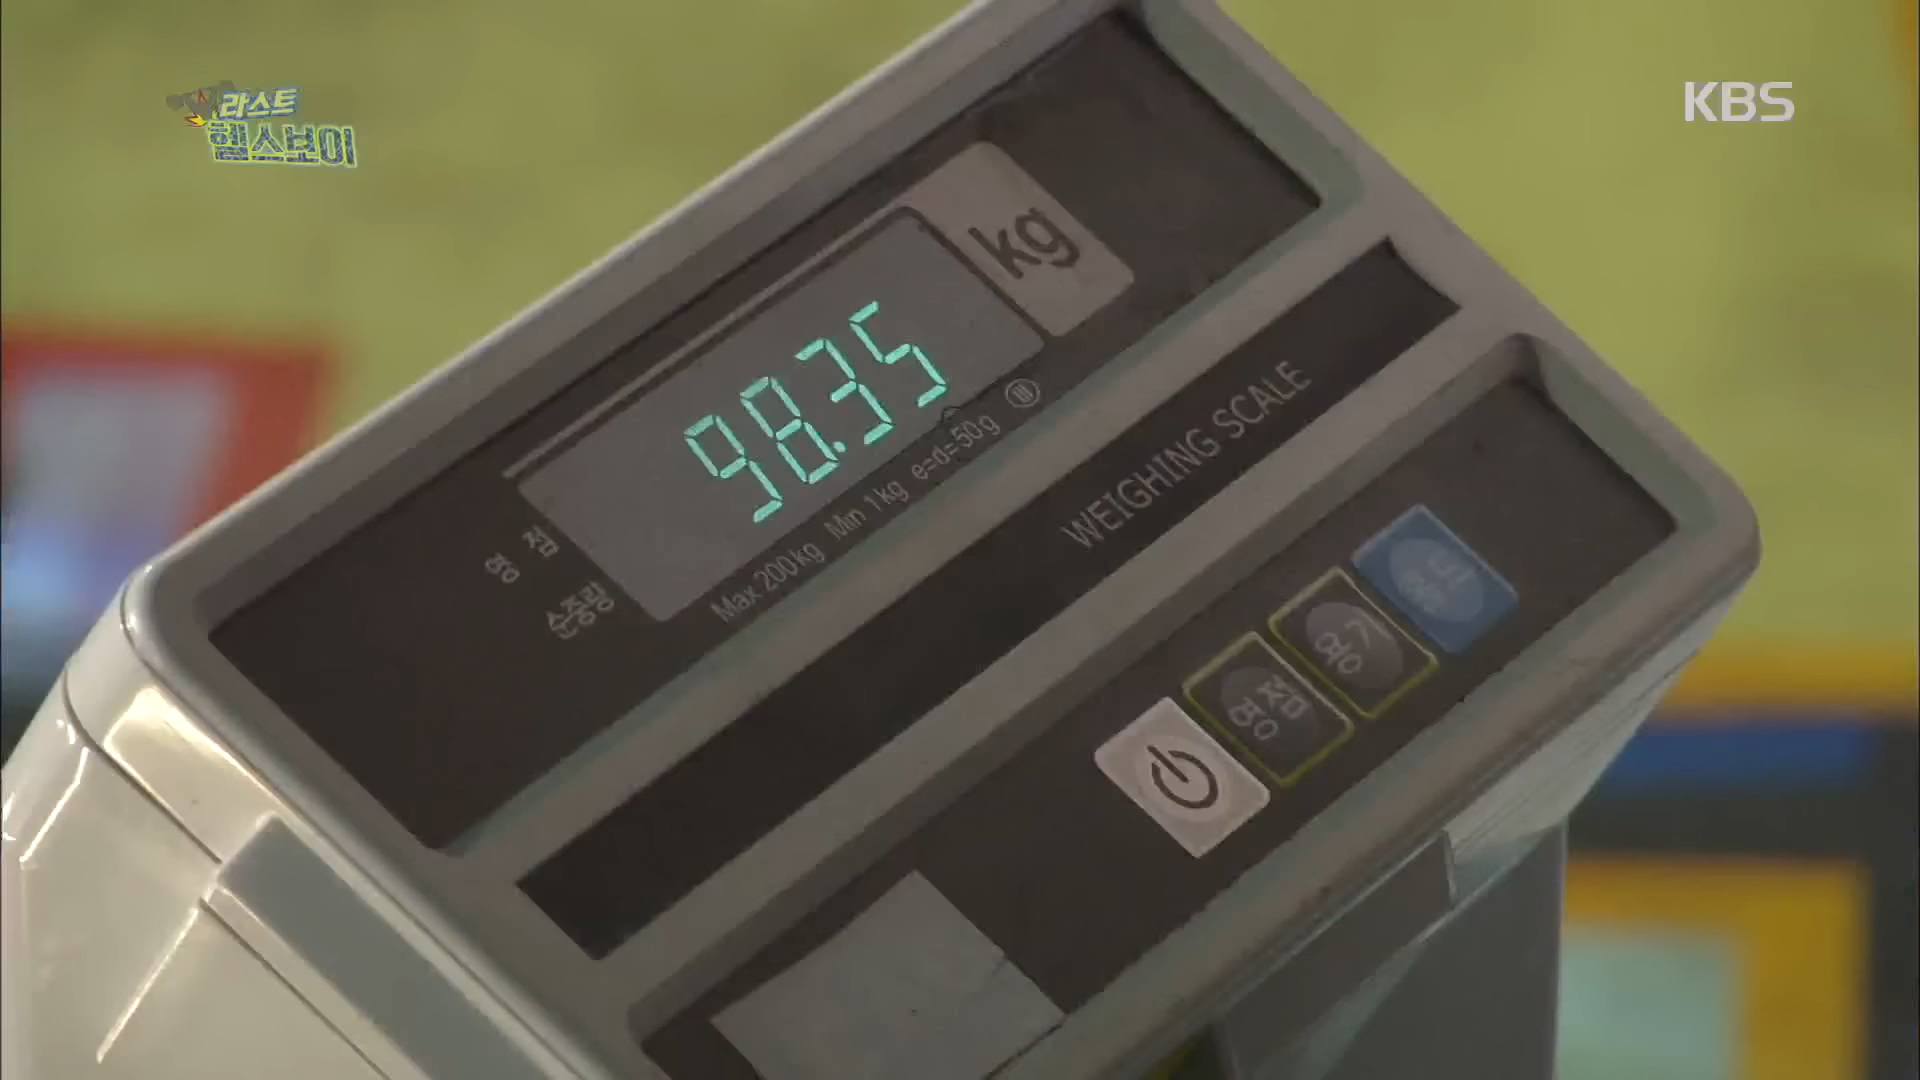 라스트
헬스보이
KBS
kg
98.35
영 점
순중량
Max 200kg Min 1kg e=d=50g III
WEIGHING SCALE
영점
용기